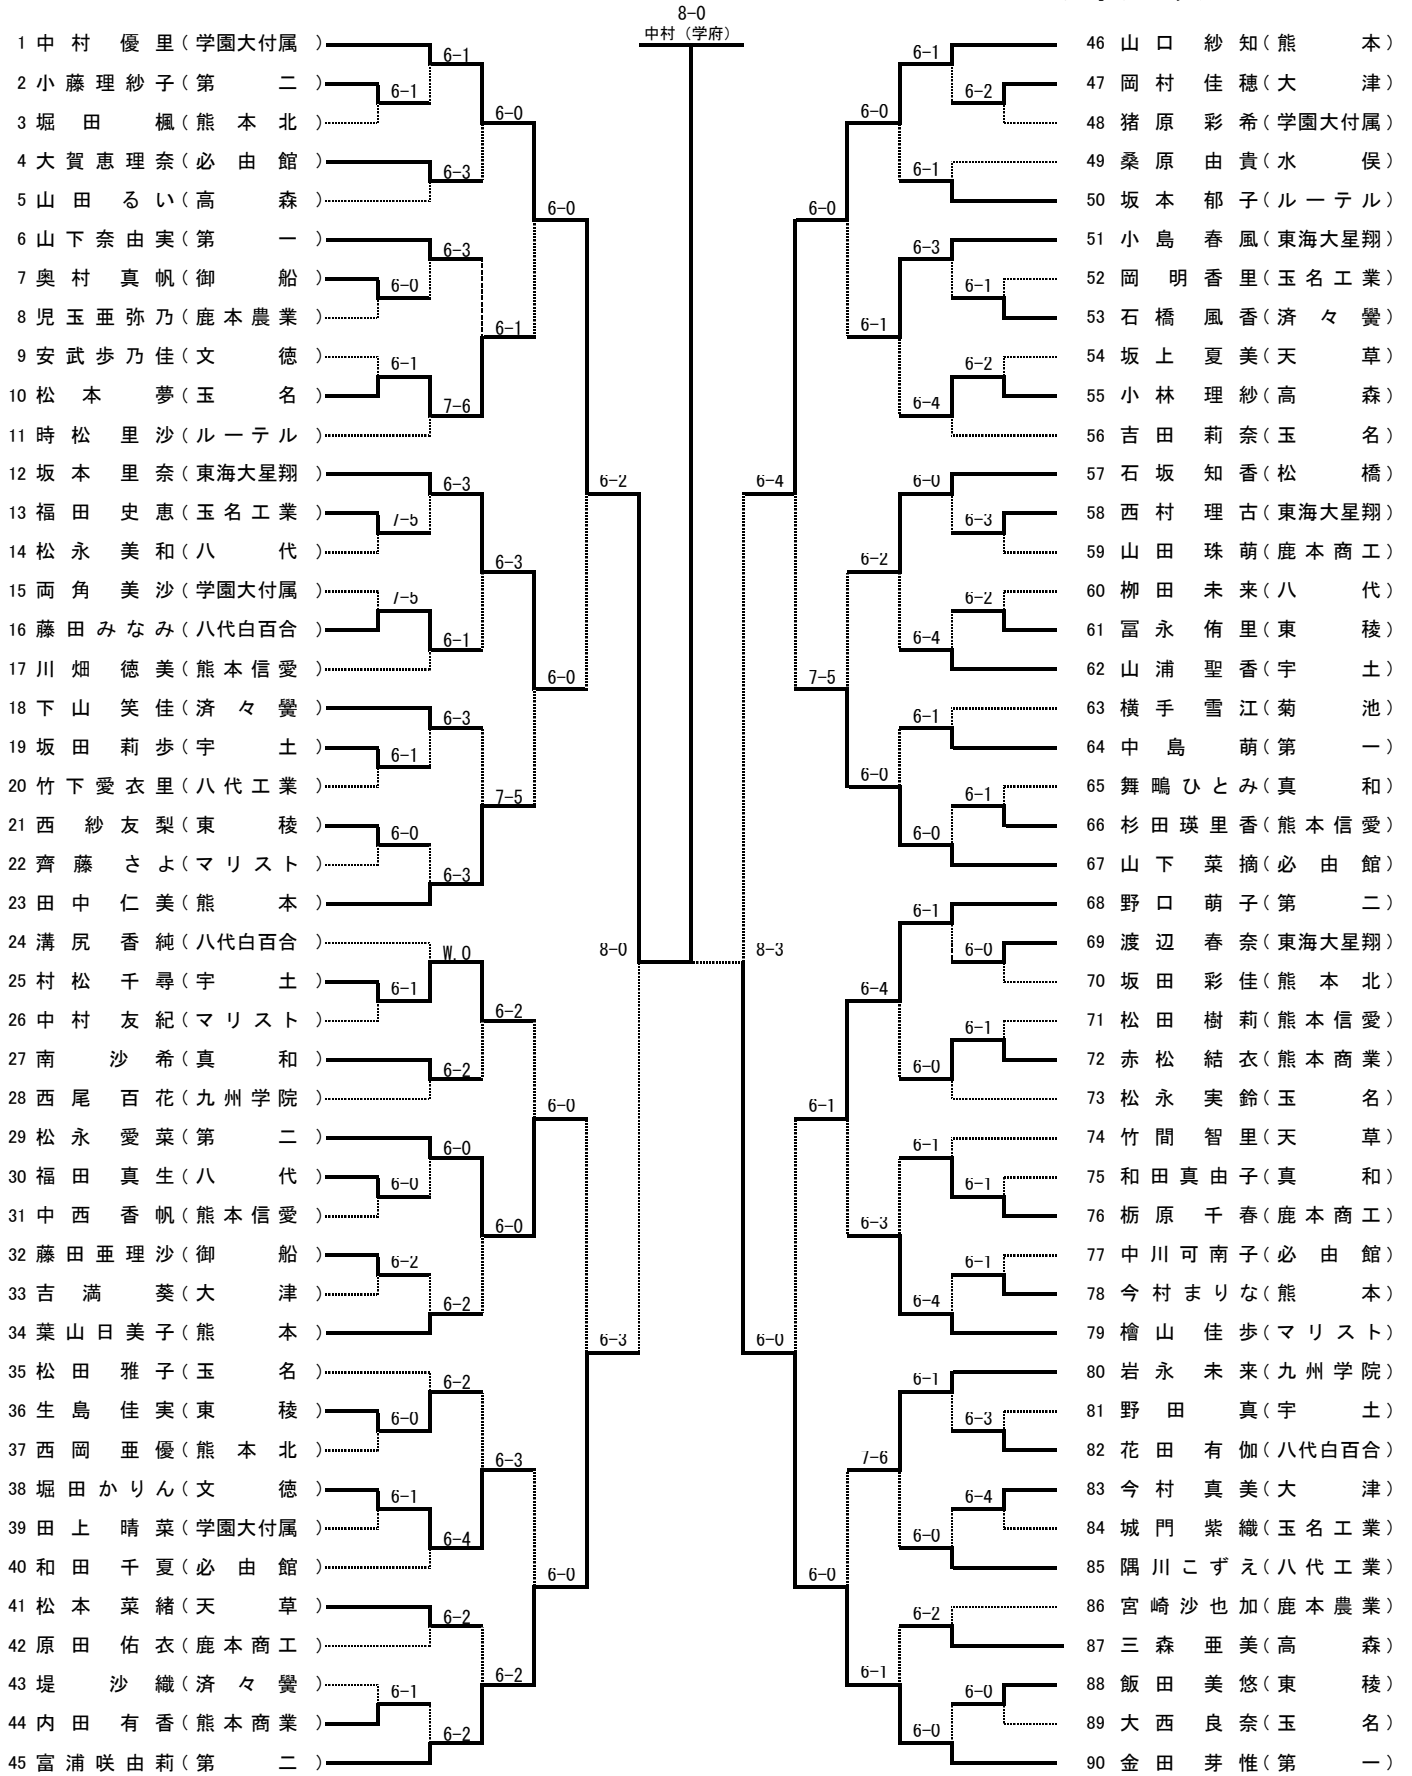 8-0
中村（学府）
1 中村 優里(学園大付属)
2 小藤理紗子(第二)
3 堀田 楓(熊本北)
4 大賀恵理奈(必由館)
5 山田るい(高森)
6 山下奈由実(第一)
7 奥村真帆(御船)
8 児玉亜弥乃(鹿本農業)
9 安武歩乃佳(文徳)
10 松本 夢(玉名)
11 時松里沙(ルーテル)
12 坂本里奈(東海大星翔)
13 福田史恵(玉名工業)
14 松永美和(八代)
15 両角美沙(学園大付属)
16 藤田みなみ(八代白百合)
17 川畑徳美(熊本信愛)
18 下山笑佳(済々黌)
19 坂田莉歩(宇土)
20 竹下愛衣里(八代工業)
21 西紗友梨(東稜)
22 齊藤さよ(マリスト)
23 田中仁美(熊本)
24 溝尻香純(八代白百合)
25 村松千尋(宇土)
26 中村友紀(マリスト)
27 南沙希(真和)
28 西尾百花(九州学院)
29 松永愛菜(第二)
30 福田真生(八代)
31 中西香帆(熊本信愛)
32 藤田亜理沙(御船)
33 吉満葵(大津)
34 葉山日美子(熊本)
35 松田雅子(玉名)
36 生島佳実(東稜)
37 西岡亜優(熊本北)
38 堀田かりん(文徳)
39 田上晴菜(学園大付属)
40 和田千夏(必由館)
41 松本菜緒(天草)
42 原田佑衣(鹿本商工)
43 堤沙織(済々黌)
44 内田有香(熊本商業)
45 富浦咲由莉(第二)
6-1
6-1
6-0
6-3
6-0
6-3
6-0
6-1
6-1
7-6
6-2
6-3
7-5
6-3
7-5
6-1
6-0
6-3
6-1
7-5
6-0
6-3
W.O
8-0
6-1
6-2
6-2
6-0
6-0
6-0
6-0
6-2
6-2
6-3
6-2
6-0
6-3
6-1
6-4
6-0
6-2
6-2
6-1
6-2
46 山口紗知(熊本)
47 岡村佳穂(大津)
48 猪原彩希(学園大付属)
49 桑原由貴(水俣)
50 坂本郁子(ルーテル)
51 小島春風(東海大星翔)
52 岡明香里(玉名工業)
53 石橋風香(済々黌)
54 坂上夏美(天草)
55 小林理紗(高森)
56 吉田莉奈(玉名)
57 石坂知香(松橋)
58 西村理古(東海大星翔)
59 山田珠萌(鹿本商工)
60 柳田未来(八代)
61 冨永侑里(東稜)
62 山浦聖香(宇土)
63 横手雪江(菊池)
64 中島萌(第一)
65 舞鴫ひとみ(真和)
66 杉田瑛里香(熊本信愛)
67 山下菜摘(必由館)
68 野口萌子(第二)
69 渡辺春奈(東海大星翔)
70 坂田彩佳(熊本北)
71 松田樹莉(熊本信愛)
72 赤松結衣(熊本商業)
73 松永実鈴(玉名)
74 竹間智里(天草)
75 和田真由子(真和)
76 栃原千春(鹿本商工)
77 中川可南子(必由館)
78 今村まりな(熊本)
79 檜山佳歩(マリスト)
80 岩永未来(九州学院)
81 野田真(宇土)
82 花田有伽(八代白百合)
83 今村真美(大津)
84 城門紫織(玉名工業)
85 隅川こずえ(八代工業)
86 宮崎沙也加(鹿本農業)
87 三森亜美(高森)
88 飯田美悠(東稜)
89 大西良奈(玉名)
90 金田芽惟(第一)
6-1
6-2
6-0
6-1
6-0
6-3
6-1
6-1
6-2
6-4
6-4
6-0
6-3
6-2
6-2
6-4
7-5
6-1
6-0
6-1
6-0
6-1
8-3
6-0
6-4
6-1
6-0
6-1
6-1
6-1
6-3
6-1
6-4
6-0
6-1
6-3
7-6
6-4
6-0
6-0
6-2
6-1
6-0
6-0